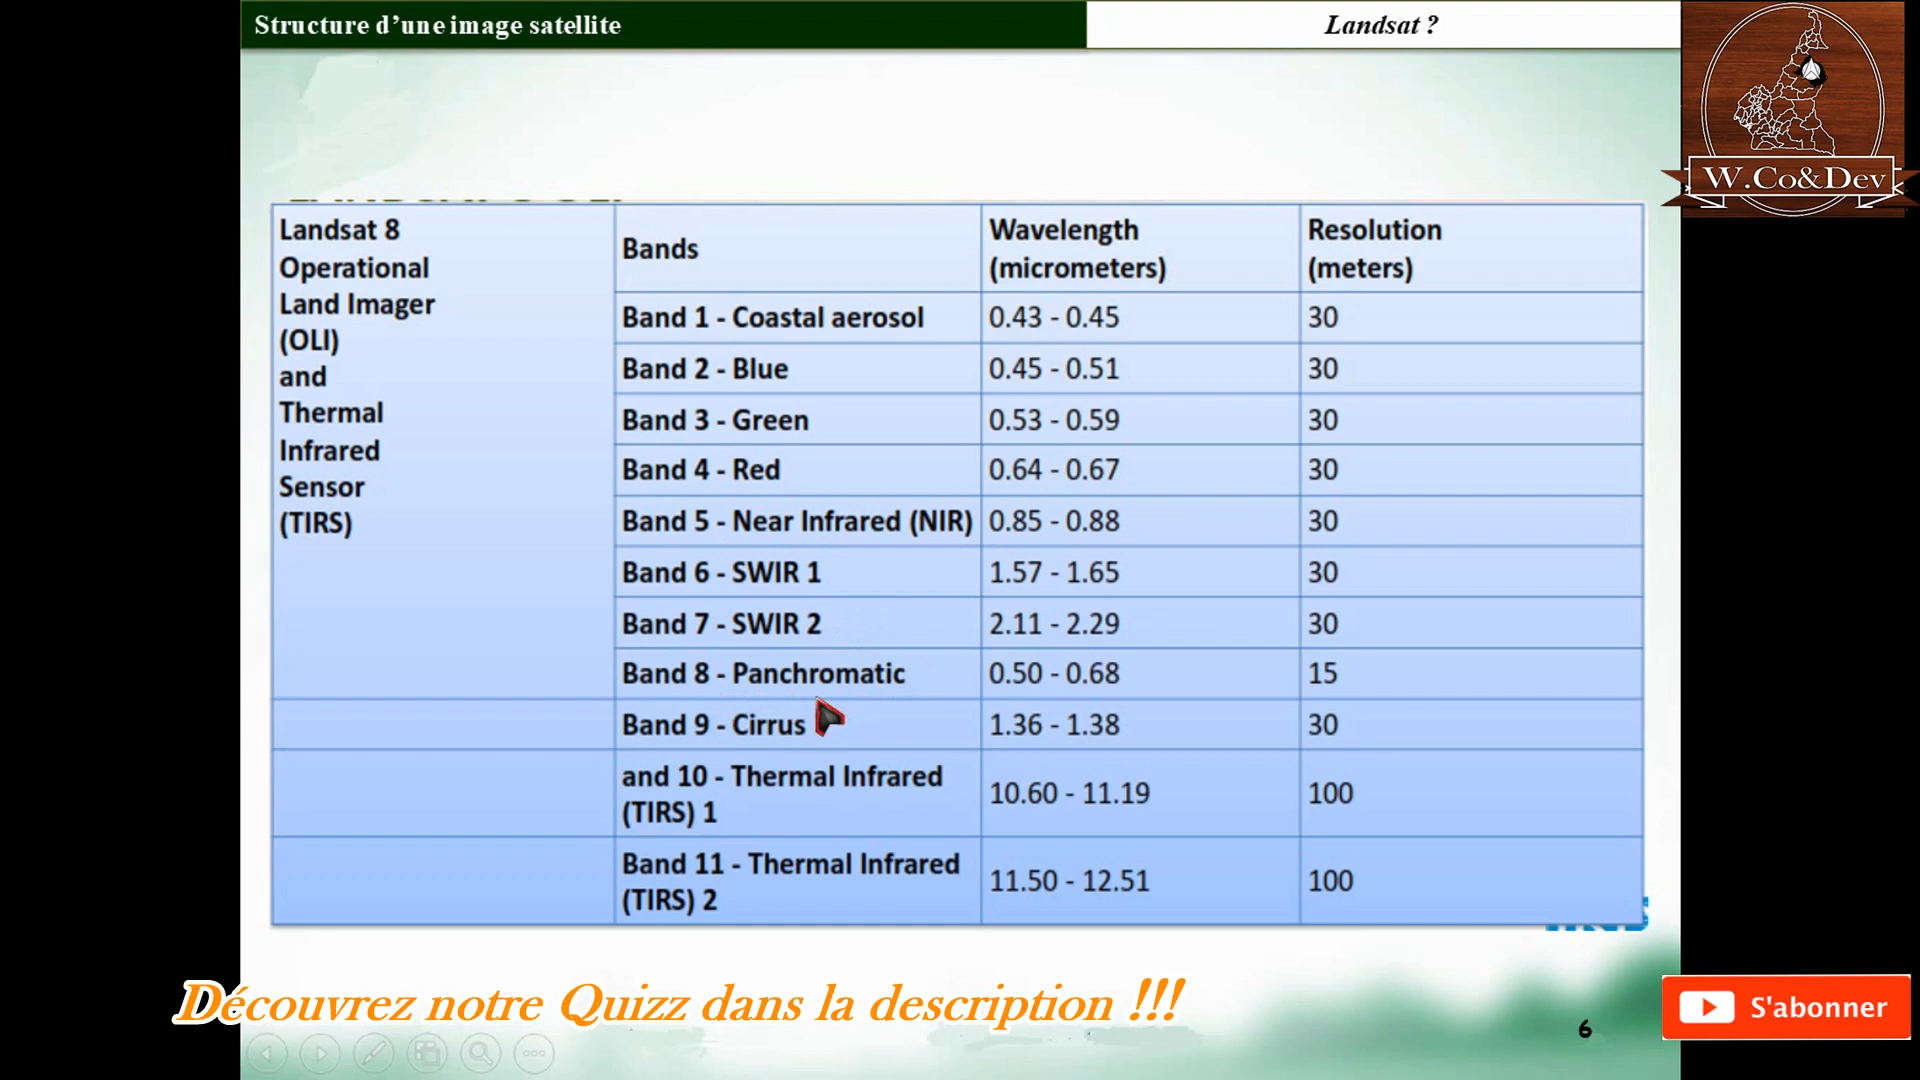 Structure d'une image satellite
Landsat ?
W.Co&Dev
Landsat 8
Operational
Land Imager
(OLI)
and
Thermal
Infrared
Sensor
(TIRS)
Bands
Wavelength
(micrometers)
Resolution
(meters)
Band 1 - Coastal aerosol
0.43 - 0.45
30
Band 2 - Blue
0.45 - 0.51
30
Band 3 - Green
0.53 - 0.59
30
Band 4 - Red
0.64 - 0.67
30
Band 5 - Near Infrared (NIR)
0.85 - 0.88
30
Band 6 - SWIR 1
1.57 - 1.65
30
Band 7 - SWIR 2
2.11 - 2.29
30
Band 8 - Panchromatic
0.50 - 0.68
15
Band 9 - Cirrus
1.36 - 1.38
30
and 10 - Thermal Infrared
(TIRS) 1
10.60 - 11.19
100
Band 11 - Thermal Infrared
(TIRS) 2
11.50 - 12.51
100
Découvrez notre Quizz dans la description !!!
6
S'abonner